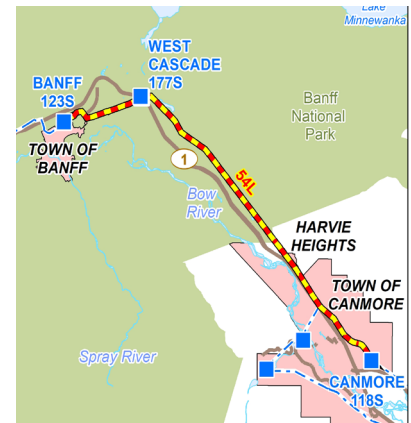 Lake
Minnewanka
WEST
CASCADE
177S
BANFF
123S
Banff
National
Park
TOWN OF
BANFF
1
54L
Bow
River
HARVIE
HEIGHTS
TOWN OF
CANMORE
Spray River
CANMORE
118S